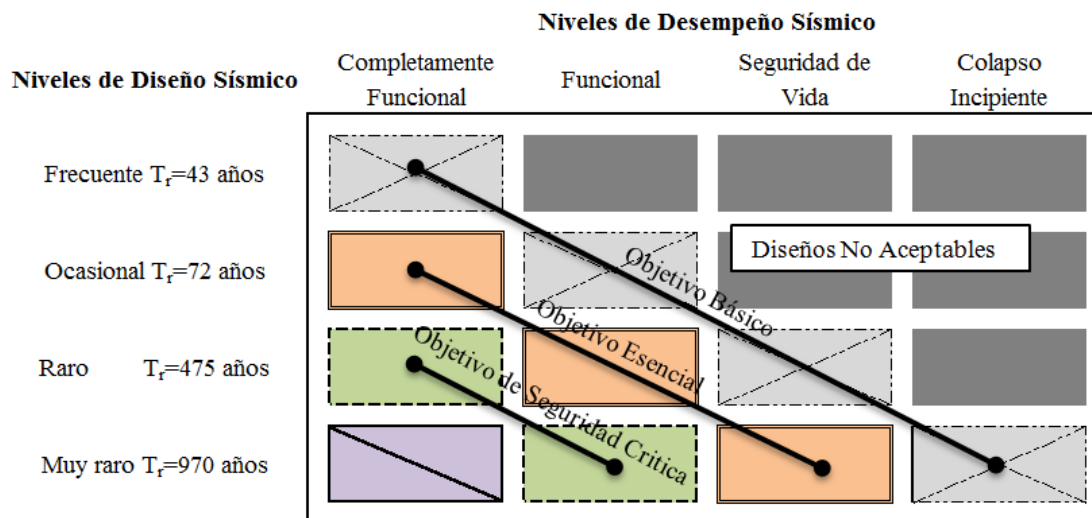 Niveles de Desempeño Sísmico
Niveles de Diseño Sísmico
Completamente
Funcional
Funcional
Seguridad de
Vida
Colapso
Incipiente
Frecuente Tr=43 años
Ocasional Tr=72 años
Raro Tr=475 años
Muy raro Tr=970 años
Diseños No Aceptables
Objetivo Básico
Objetivo Esencial
Objetivo de Seguridad Critica